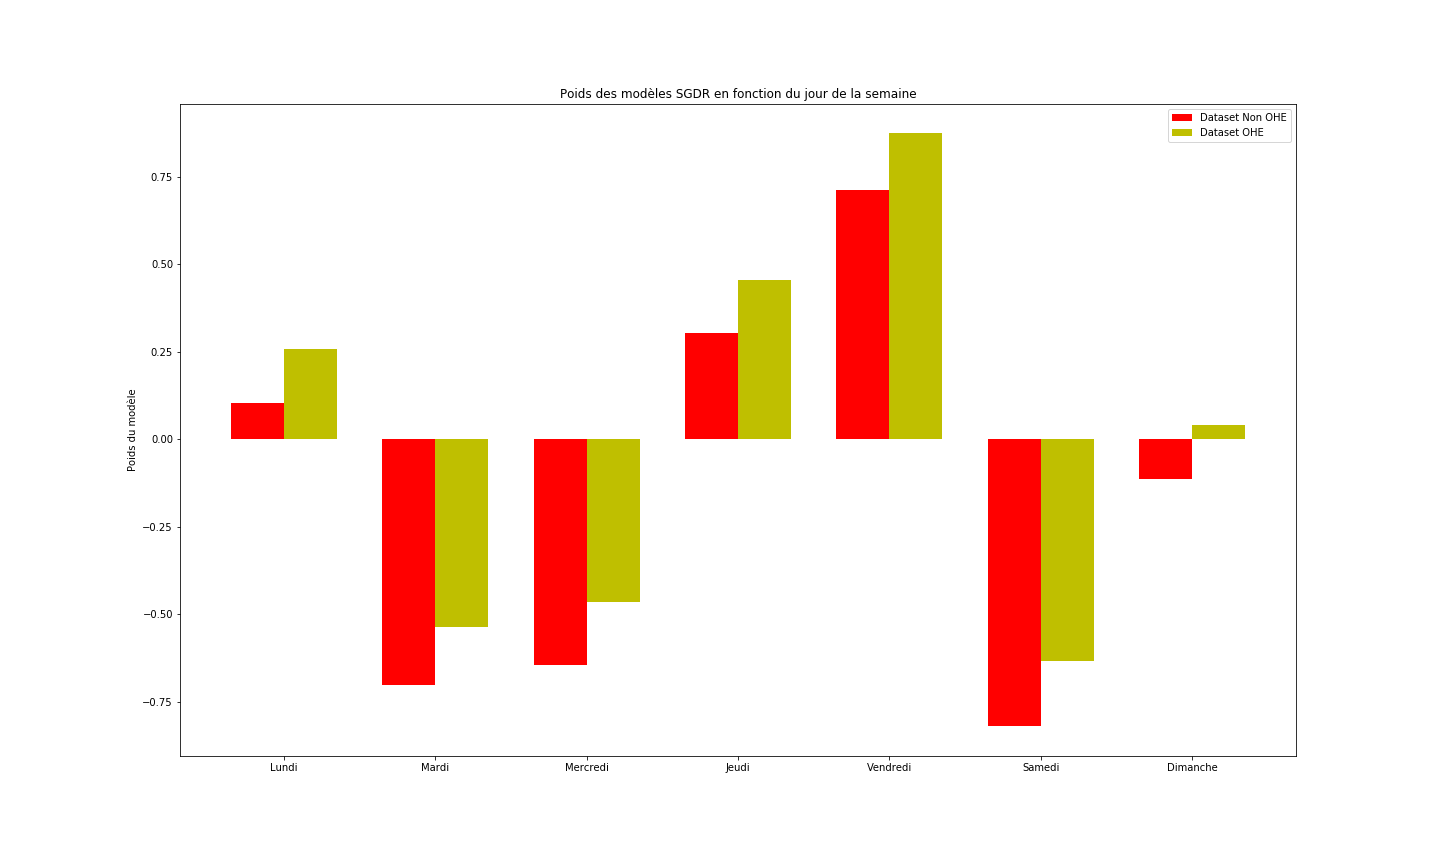 Poids des modèles SGDR en fonction du jour de la semaine
Dataset Non OHE
Dataset OHE
Poids du modèle
0.75
0.50
0.25
0.00
−0.25
−0.50
−0.75
Lundi Mardi Mercredi Jeudi Vendredi Samedi Dimanche